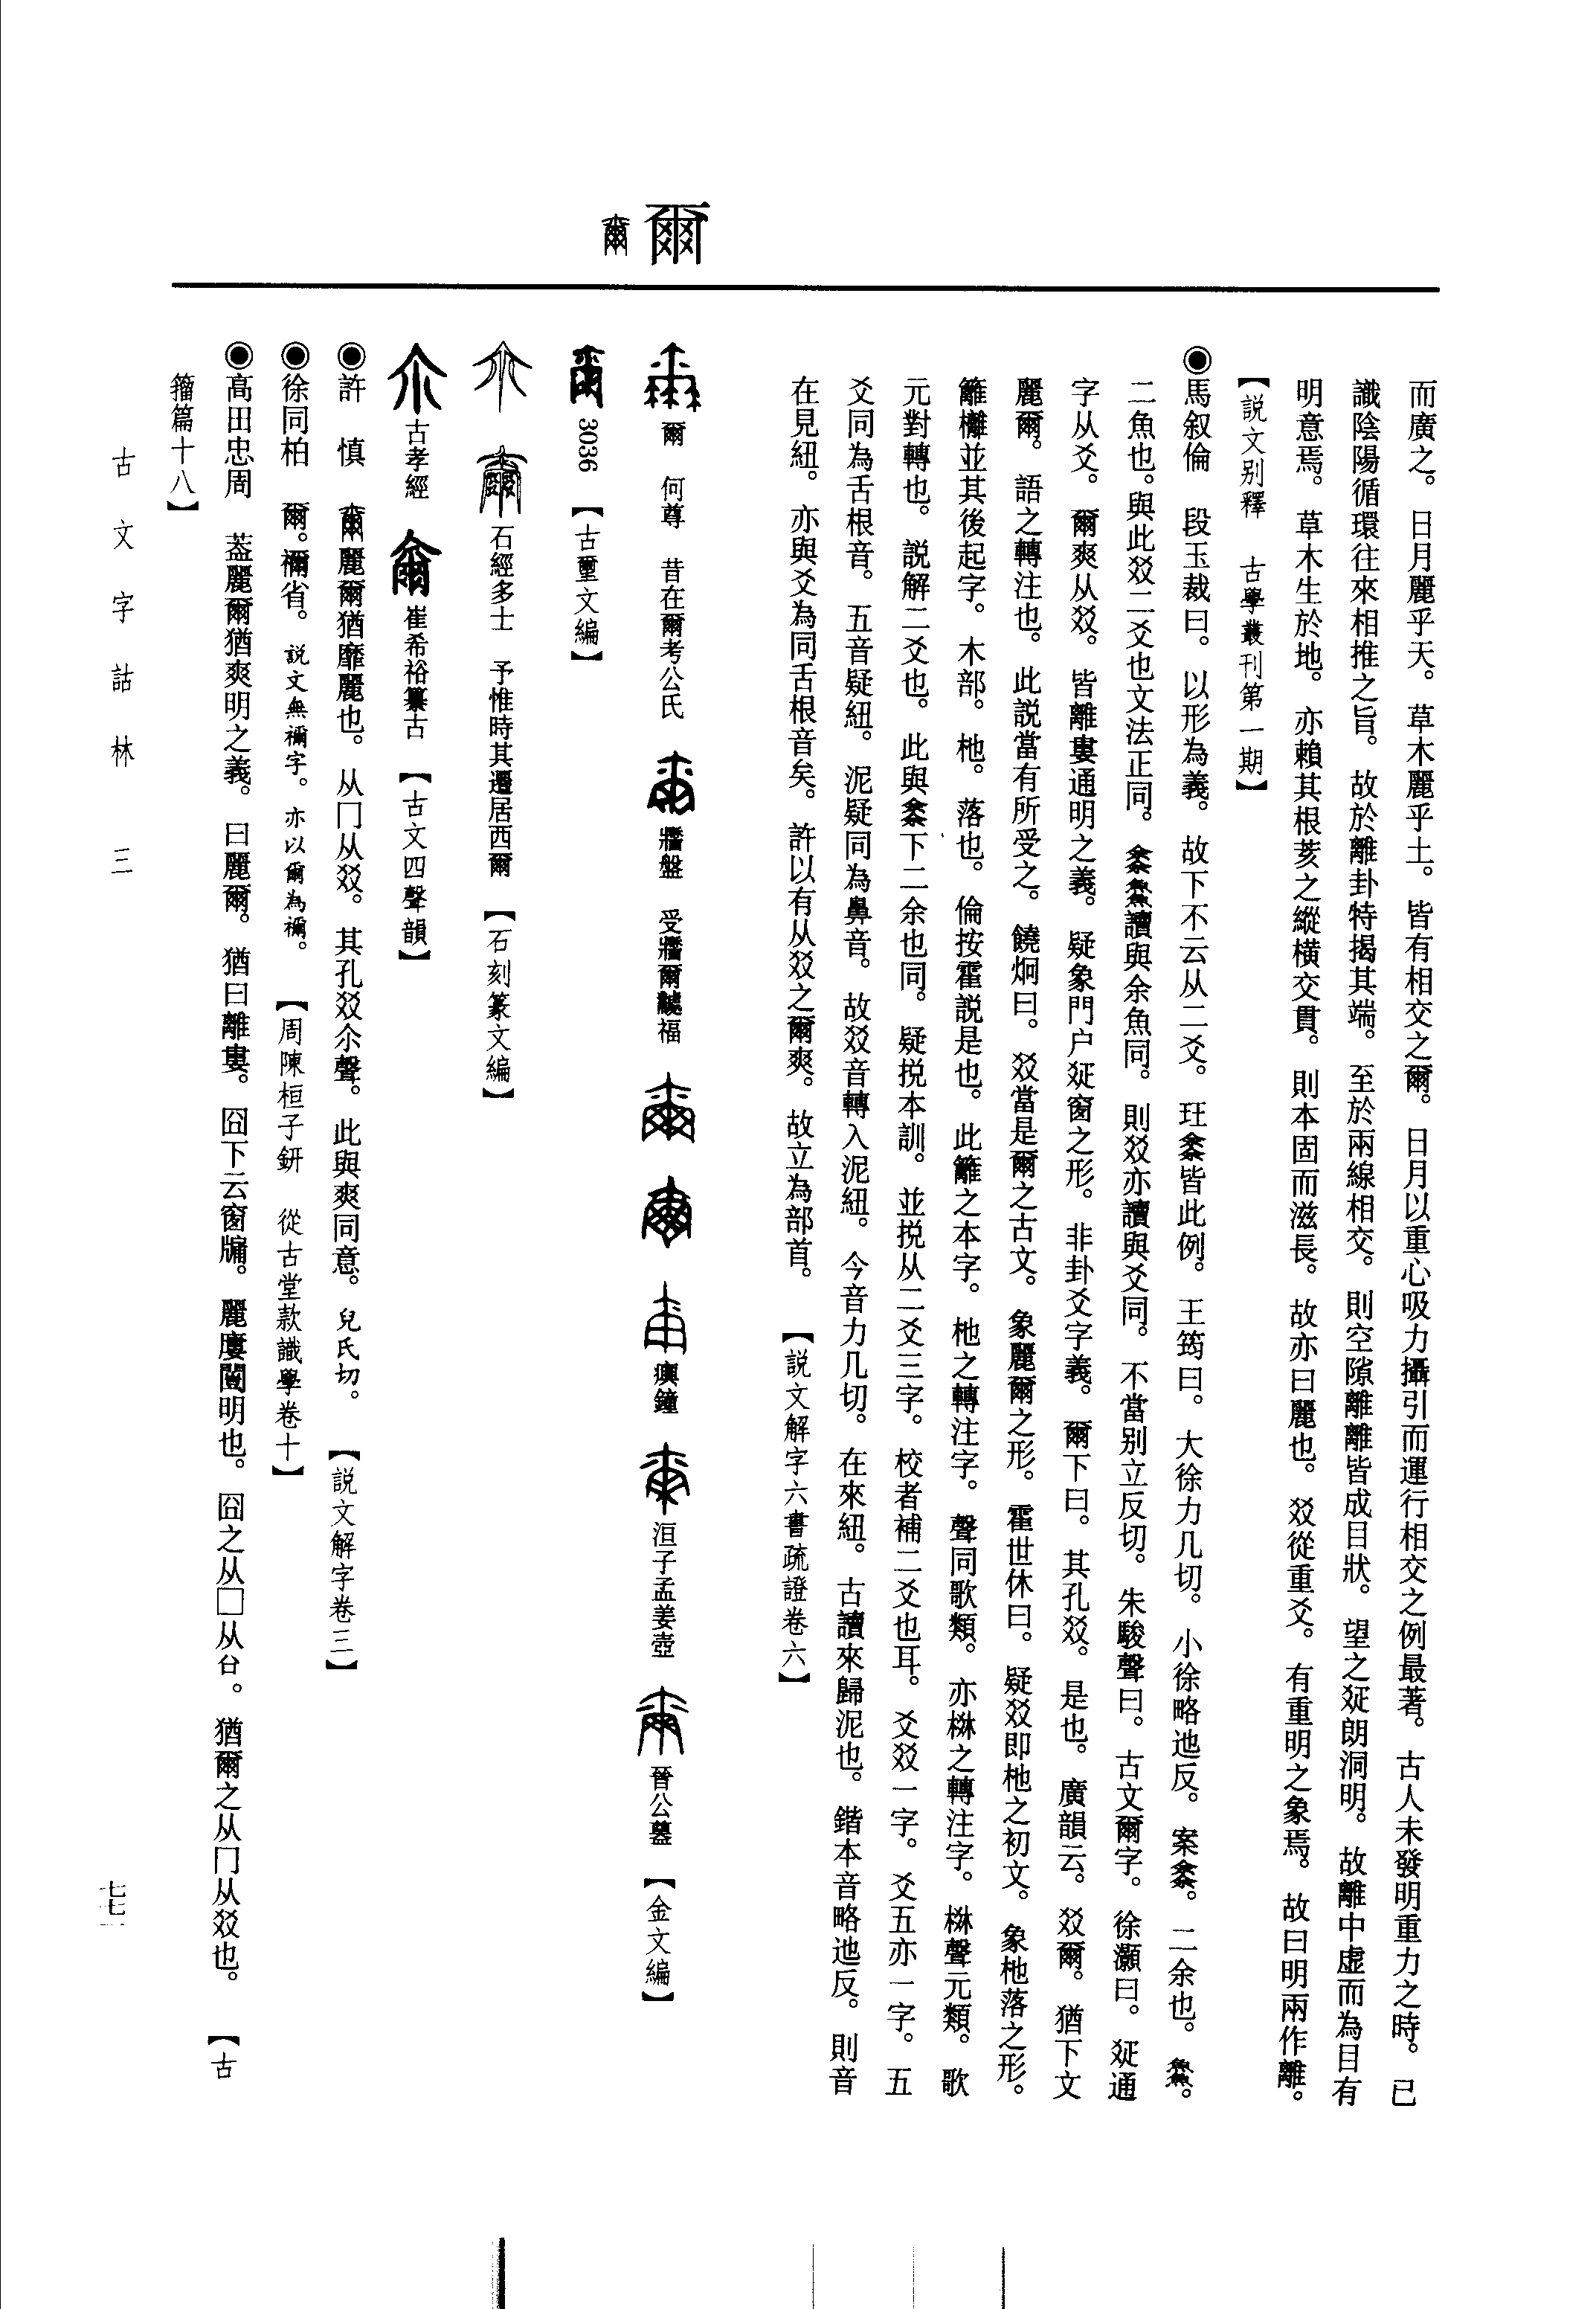 爾
而廣之。日月麗乎天。草木麗乎土。皆有相交之爾。日月以重心吸力攝引而運行相交之例最著。古人未發明重力之時。已
識陰陽循環往來相推之旨。故於離卦特揭其端。至於兩線相交。則空隙離離皆成目狀。望之㸚朗洞明。故離中虛而為目有
明意焉。草木生於地。亦賴其根荄之縱橫交貫。則本固而滋長。故亦曰麗也。㸚從重爻。有重明之象焉。故曰明兩作離。
【説文别釋　古學叢刊第一期】
◉馬叙倫　段玉裁曰。以形為義。故下不云从二爻。玨𠎳皆此例。王筠曰。大徐力几切。小徐略迆反。案𠎳。二余也。䲆。
二魚也。與此㸚二爻也文法正同。𠎳䲆讀與余魚同。則㸚亦讀與爻同。不當别立反切。朱駿聲曰。古文爾字。徐灝曰。㸚通
字从爻。爾爽从㸚。皆離婁通明之義。疑象門户㸚窗之形。非卦爻字義。爾下曰。其孔㸚。是也。廣韻云。㸚爾。猶下文
麗爾。語之轉注也。此説當有所受之。饒炯曰。㸚當是爾之古文。象麗爾之形。霍世休曰。疑㸚即杝之初文。象杝落之形。
籬欐並其後起字。木部。杝。落也。倫按霍説是也。此籬之本字。杝之轉注字。聲同歌類。亦㯕之轉注字。㯕聲元類。歌
元對轉也。説解二爻也。此與𠎳下二余也同。疑挩本訓。並挩从二爻三字。校者補二爻也耳。爻㸚一字。爻五亦一字。五
爻同為舌根音。五音疑紐。泥疑同為鼻音。故㸚音轉入泥紐。今音力几切。在來紐。古讀來歸泥也。鍇本音略迆反。則音
在見紐。亦與爻為同舌根音矣。許以有从㸚之爾爽。故立為部首。【説文解字六書疏證卷六】
爾　何尊　昔在爾考公氏　牆盤　受牆爾福　㾓鐘　洹子孟姜壺　晉公𥂴　【金文編】
3036　【古璽文編】
石經多士　予惟時其遷居西爾　【石刻篆文編】
古孝經　崔希裕纂古　【古文四聲韻】
◉許　慎　爾麗爾猶靡麗也。从冂从㸚。其孔㸚尒聲。此與爽同意。兒氏切。【説文解字卷三】
◉徐同柏　爾。禰省。説文無禰字。亦以爾為禰。【周陳桓子鈃　從古堂款識學卷十】
◉高田忠周　葢麗爾猶爽明之義。曰麗爾。猶曰離婁。囧下云窗牖。麗廔闓明也。囧之从囗从㕣。猶爾之从冂从㸚也。【古
籀篇十八】
古文字詁林　三
七七一